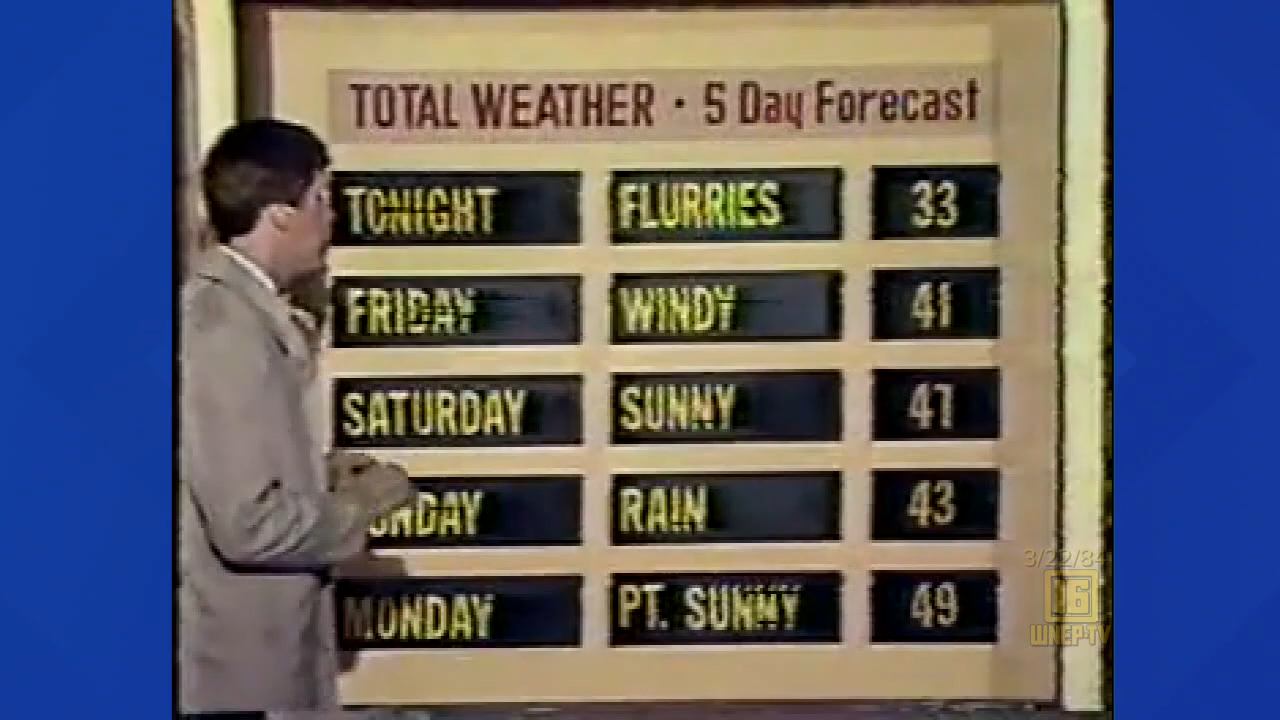 TOTAL WEATHER · 5 Day Forecast
TONIGHT FLURRIES 33
FRIDAY WINDY 41
SATURDAY SUNNY 47
UNDAY RAIN 43
MONDAY PT. SUNNY 49
3/22/84
16
WNEP-TV